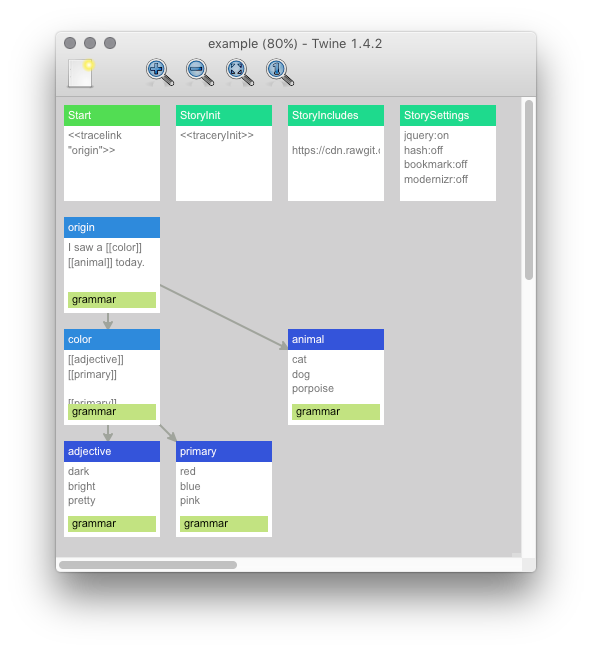 example (80%) - Twine 1.4.2
Start
<<tracelink
"origin">>
StoryInit
<<traceryInit>>
StoryIncludes
https://cdn.rawgit.c
StorySettings
jquery:on
hash:off
bookmark:off
modernizr:off
origin
I saw a [[color]]
[[animal]] today.
grammar
color
[[adjective]]
[[primary]]
[[primary]]
grammar
animal
cat
dog
porpoise
grammar
adjective
dark
bright
pretty
grammar
primary
red
blue
pink
grammar